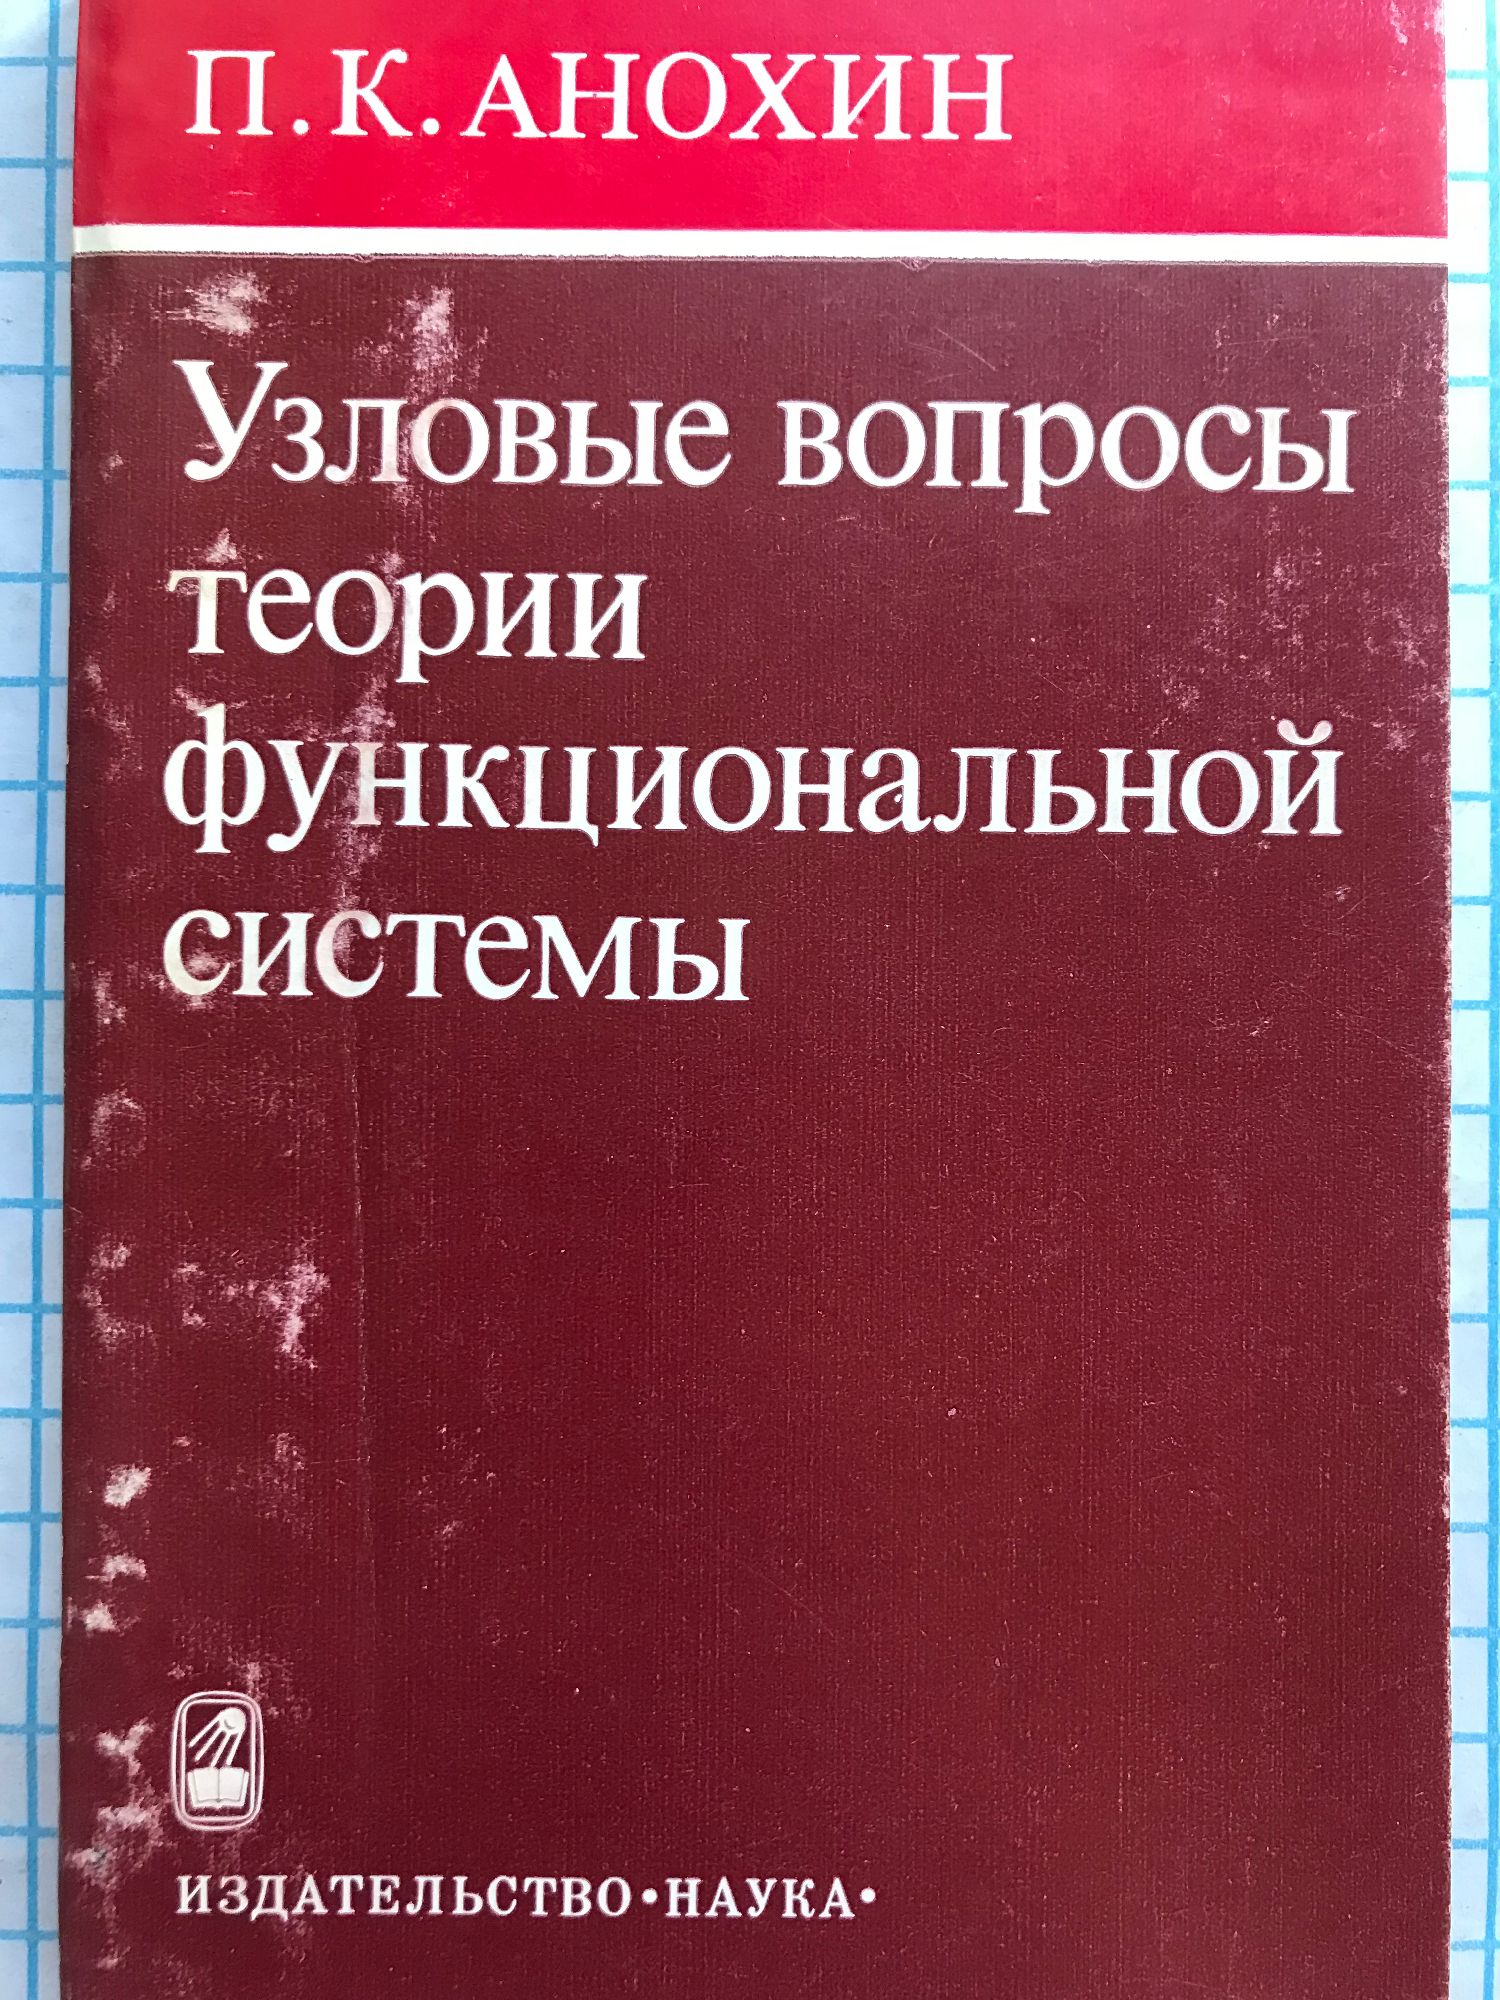 П. К. АНОХИН
Узловые вопросы
теории
функциональной
системы
ИЗДАТЕЛЬСТВО•НАУКА•